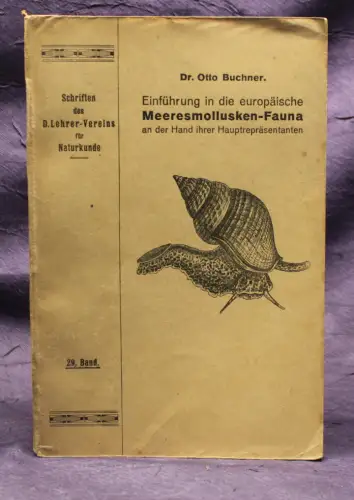 Schriften
des
D.Lehrer-Vereins
für
Naturkunde
29. Band.
Dr. Otto Buchner.
Einführung in die europäische
Meeresmollusken-Fauna
an der Hand ihrer Hauptrepräsentanten